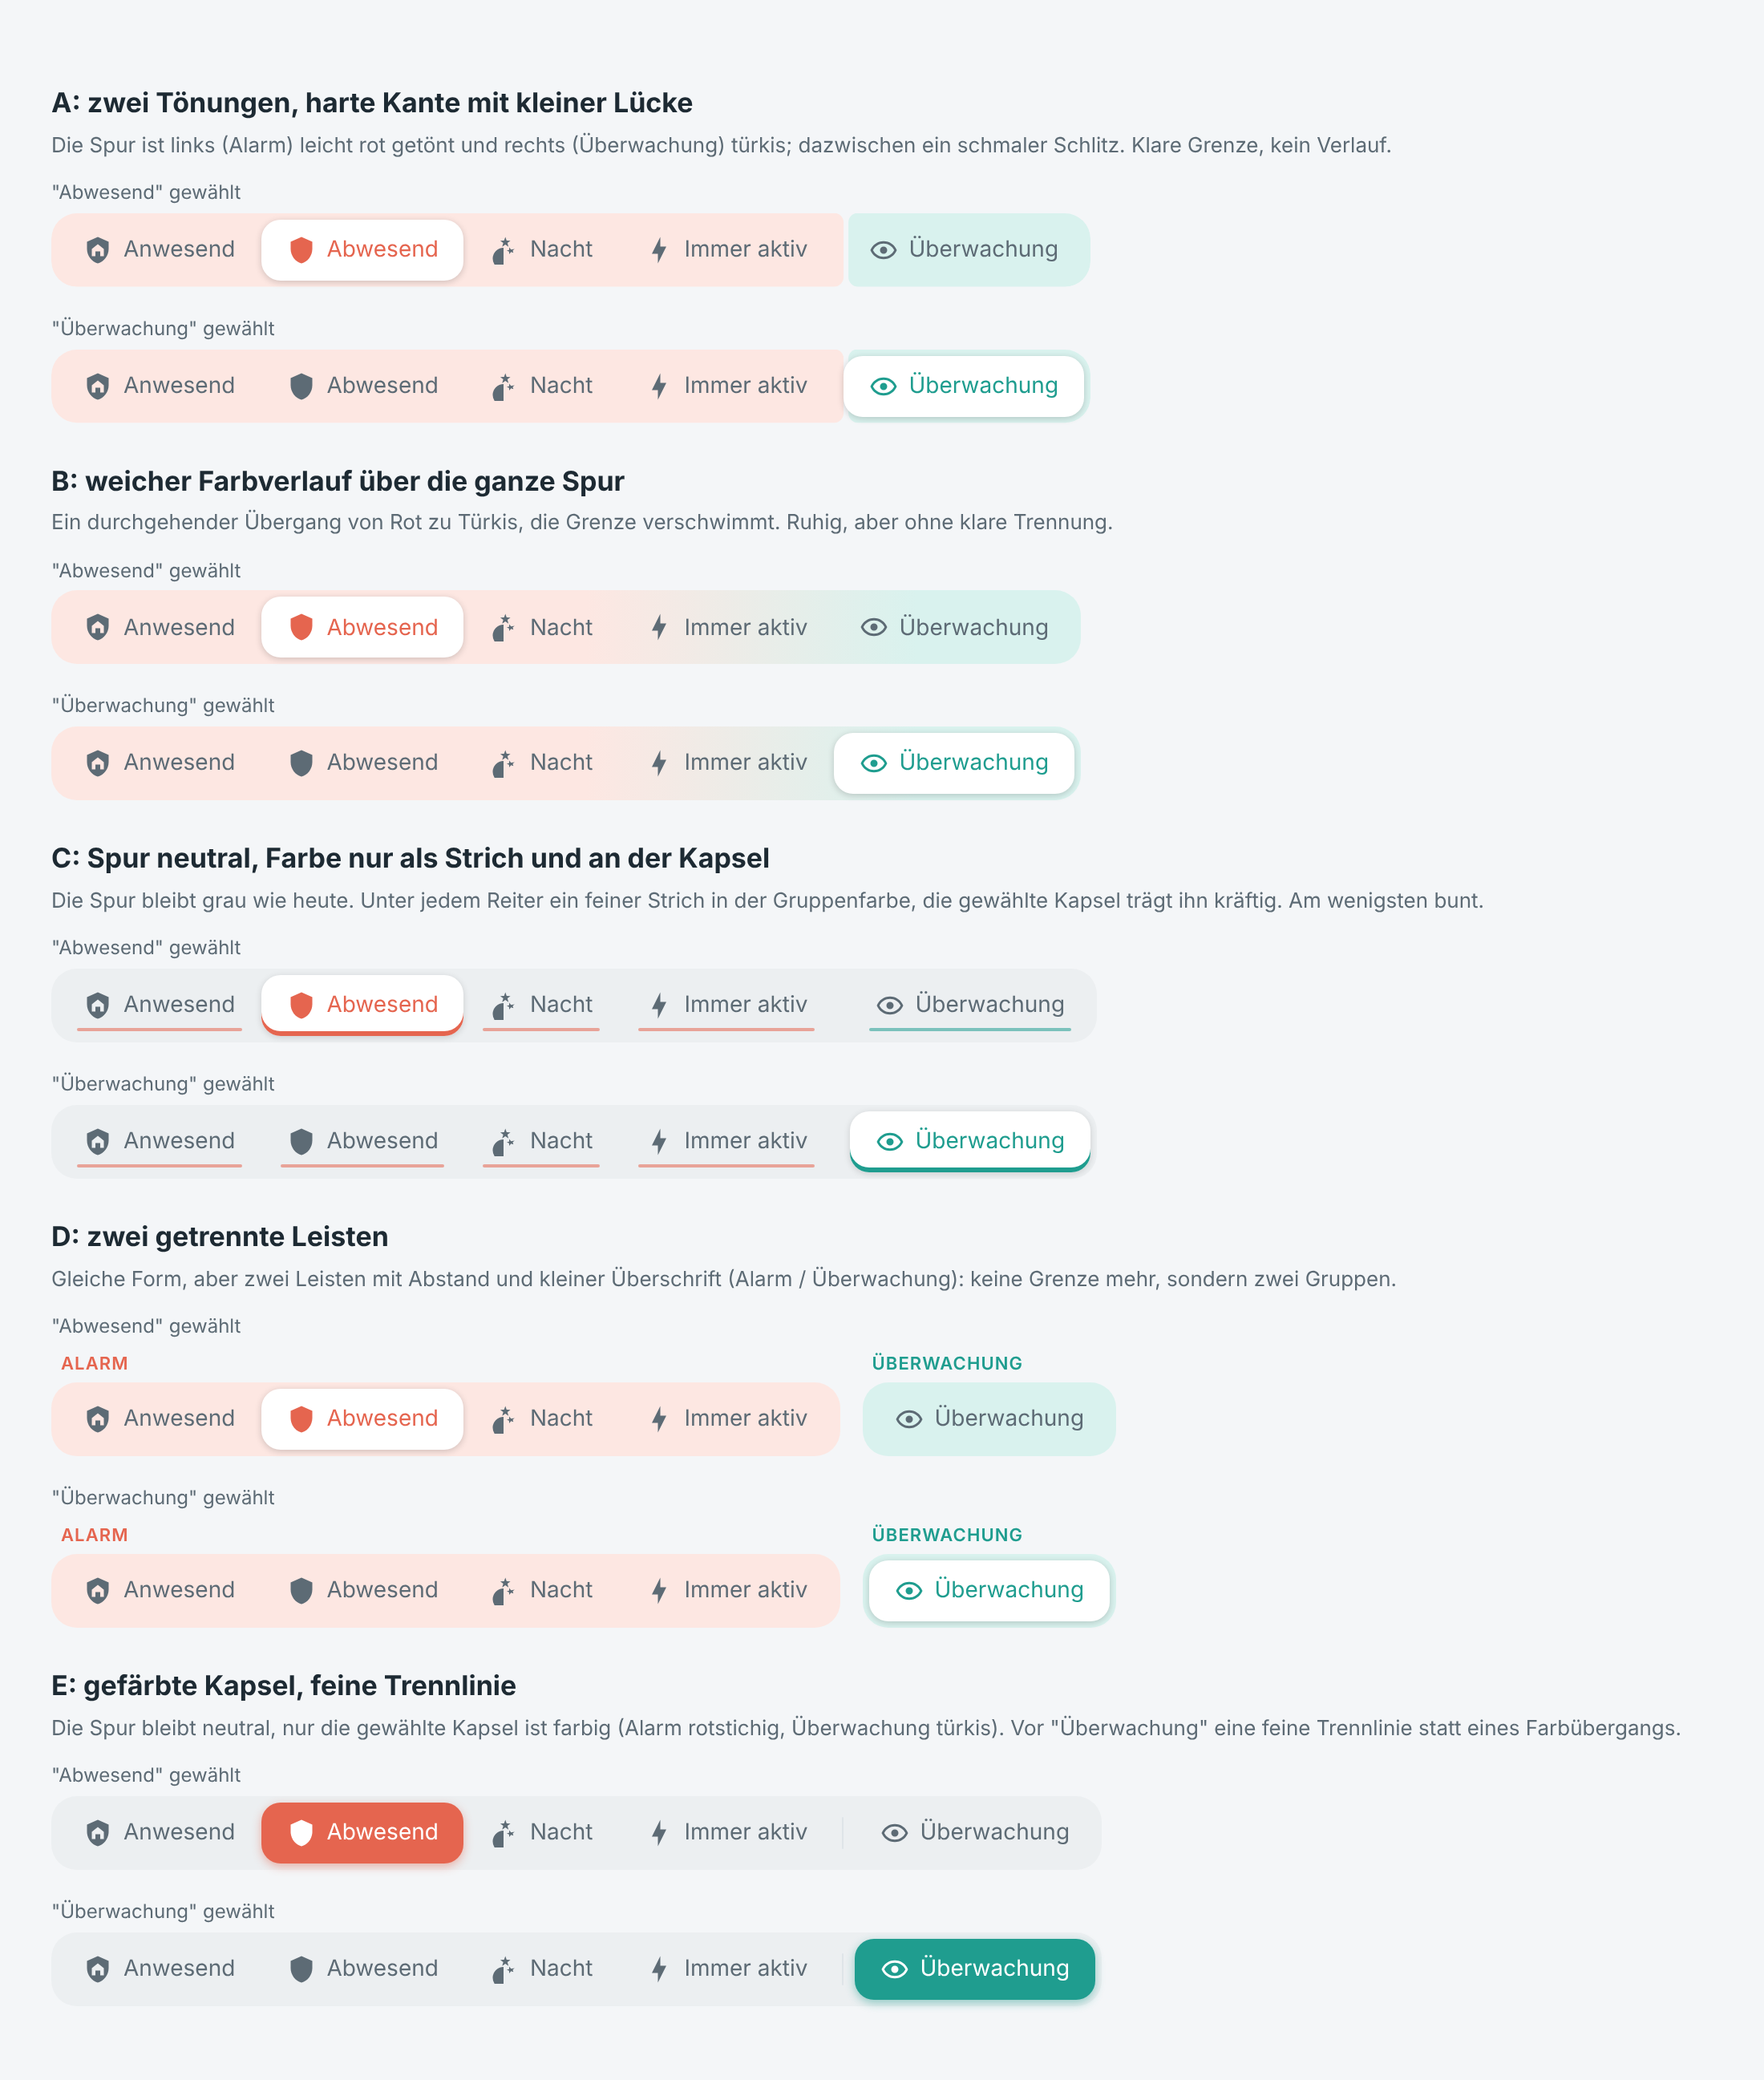 A: zwei Tönungen, harte Kante mit kleiner Lücke
Die Spur ist links (Alarm) leicht rot getönt und rechts (Überwachung) türkis; dazwischen ein schmaler Schlitz. Klare Grenze, kein Verlauf.
"Abwesend" gewählt
Anwesend Abwesend Nacht Immer aktiv Überwachung
"Überwachung" gewählt
Anwesend Abwesend Nacht Immer aktiv Überwachung
B: weicher Farbverlauf über die ganze Spur
Ein durchgehender Übergang von Rot zu Türkis, die Grenze verschwimmt. Ruhig, aber ohne klare Trennung.
"Abwesend" gewählt
Anwesend Abwesend Nacht Immer aktiv Überwachung
"Überwachung" gewählt
Anwesend Abwesend Nacht Immer aktiv Überwachung
C: Spur neutral, Farbe nur als Strich und an der Kapsel
Die Spur bleibt grau wie heute. Unter jedem Reiter ein feiner Strich in der Gruppenfarbe, die gewählte Kapsel trägt ihn kräftig. Am wenigsten bunt.
"Abwesend" gewählt
Anwesend Abwesend Nacht Immer aktiv Überwachung
"Überwachung" gewählt
Anwesend Abwesend Nacht Immer aktiv Überwachung
D: zwei getrennte Leisten
Gleiche Form, aber zwei Leisten mit Abstand und kleiner Überschrift (Alarm / Überwachung): keine Grenze mehr, sondern zwei Gruppen.
"Abwesend" gewählt
ALARM ÜBERWACHUNG
Anwesend Abwesend Nacht Immer aktiv Überwachung
"Überwachung" gewählt
ALARM ÜBERWACHUNG
Anwesend Abwesend Nacht Immer aktiv Überwachung
E: gefärbte Kapsel, feine Trennlinie
Die Spur bleibt neutral, nur die gewählte Kapsel ist farbig (Alarm rotstichig, Überwachung türkis). Vor "Überwachung" eine feine Trennlinie statt eines Farbübergangs.
"Abwesend" gewählt
Anwesend Abwesend Nacht Immer aktiv Überwachung
"Überwachung" gewählt
Anwesend Abwesend Nacht Immer aktiv Überwachung